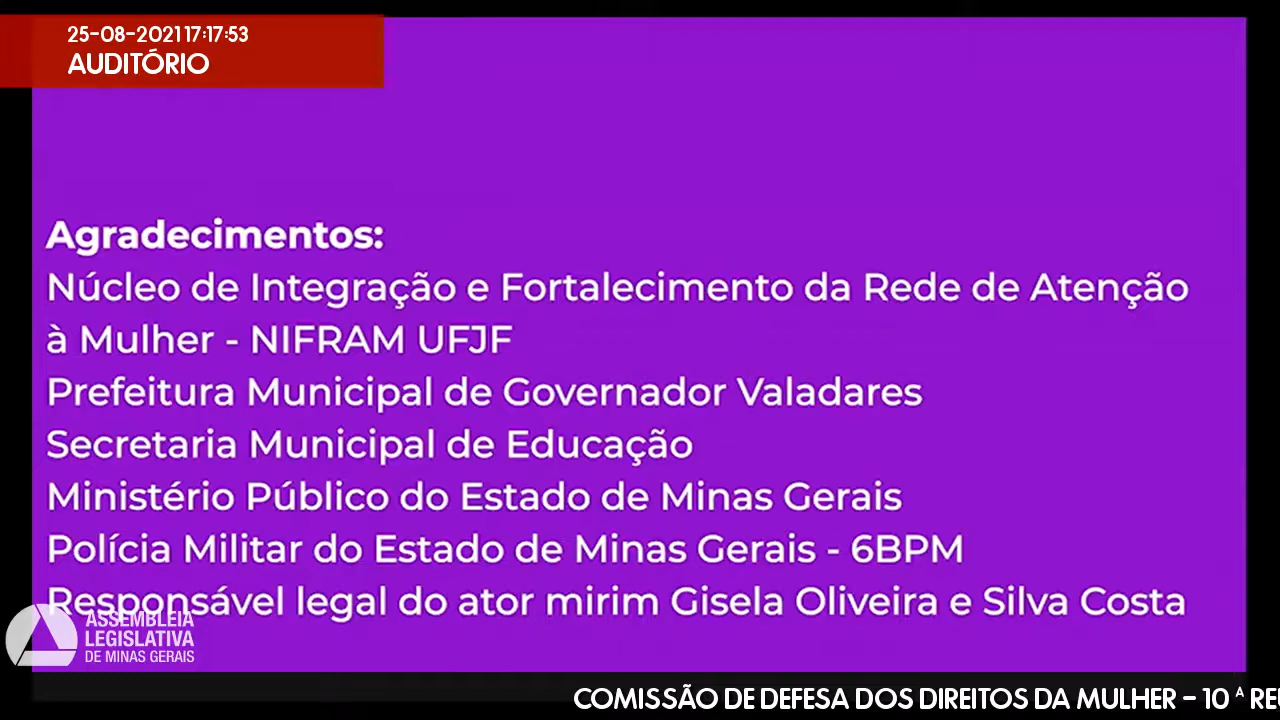 25-08-2021 17:17:53
AUDITÓRIO
Agradecimentos:
Núcleo de Integração e Fortalecimento da Rede de Atenção
à Mulher - NIFRAM UFJF
Prefeitura Municipal de Governador Valadares
Secretaria Municipal de Educação
Ministério Público do Estado de Minas Gerais
Polícia Militar do Estado de Minas Gerais - 6BPM
Responsável legal do ator mirim Gisela Oliveira e Silva Costa
ASSEMBLEIA
LEGISLATIVA
DE MINAS GERAIS
COMISSÃO DE DEFESA DOS DIREITOS DA MULHER - 10 ª RE